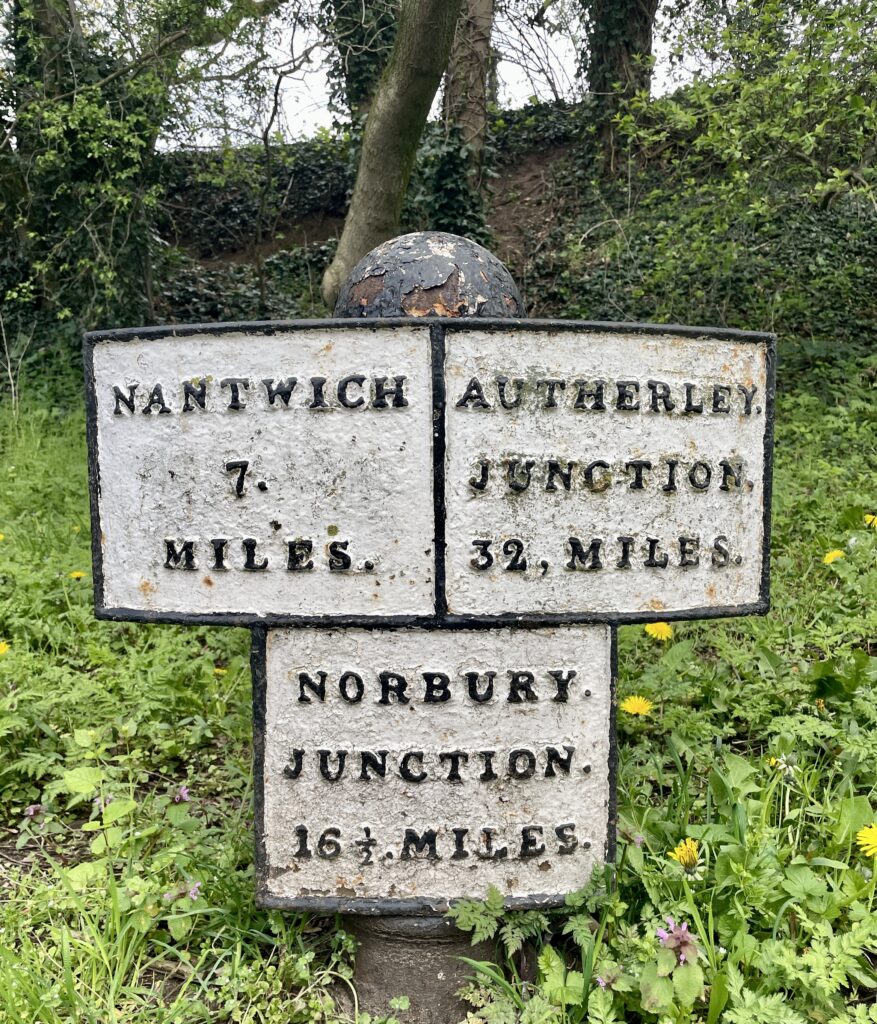 NANTWICH
7.
MILES.
AUTHERLEY.
JUNCTION.
32, MILES.
NORBURY.
JUNCTION.
16½. MILES.